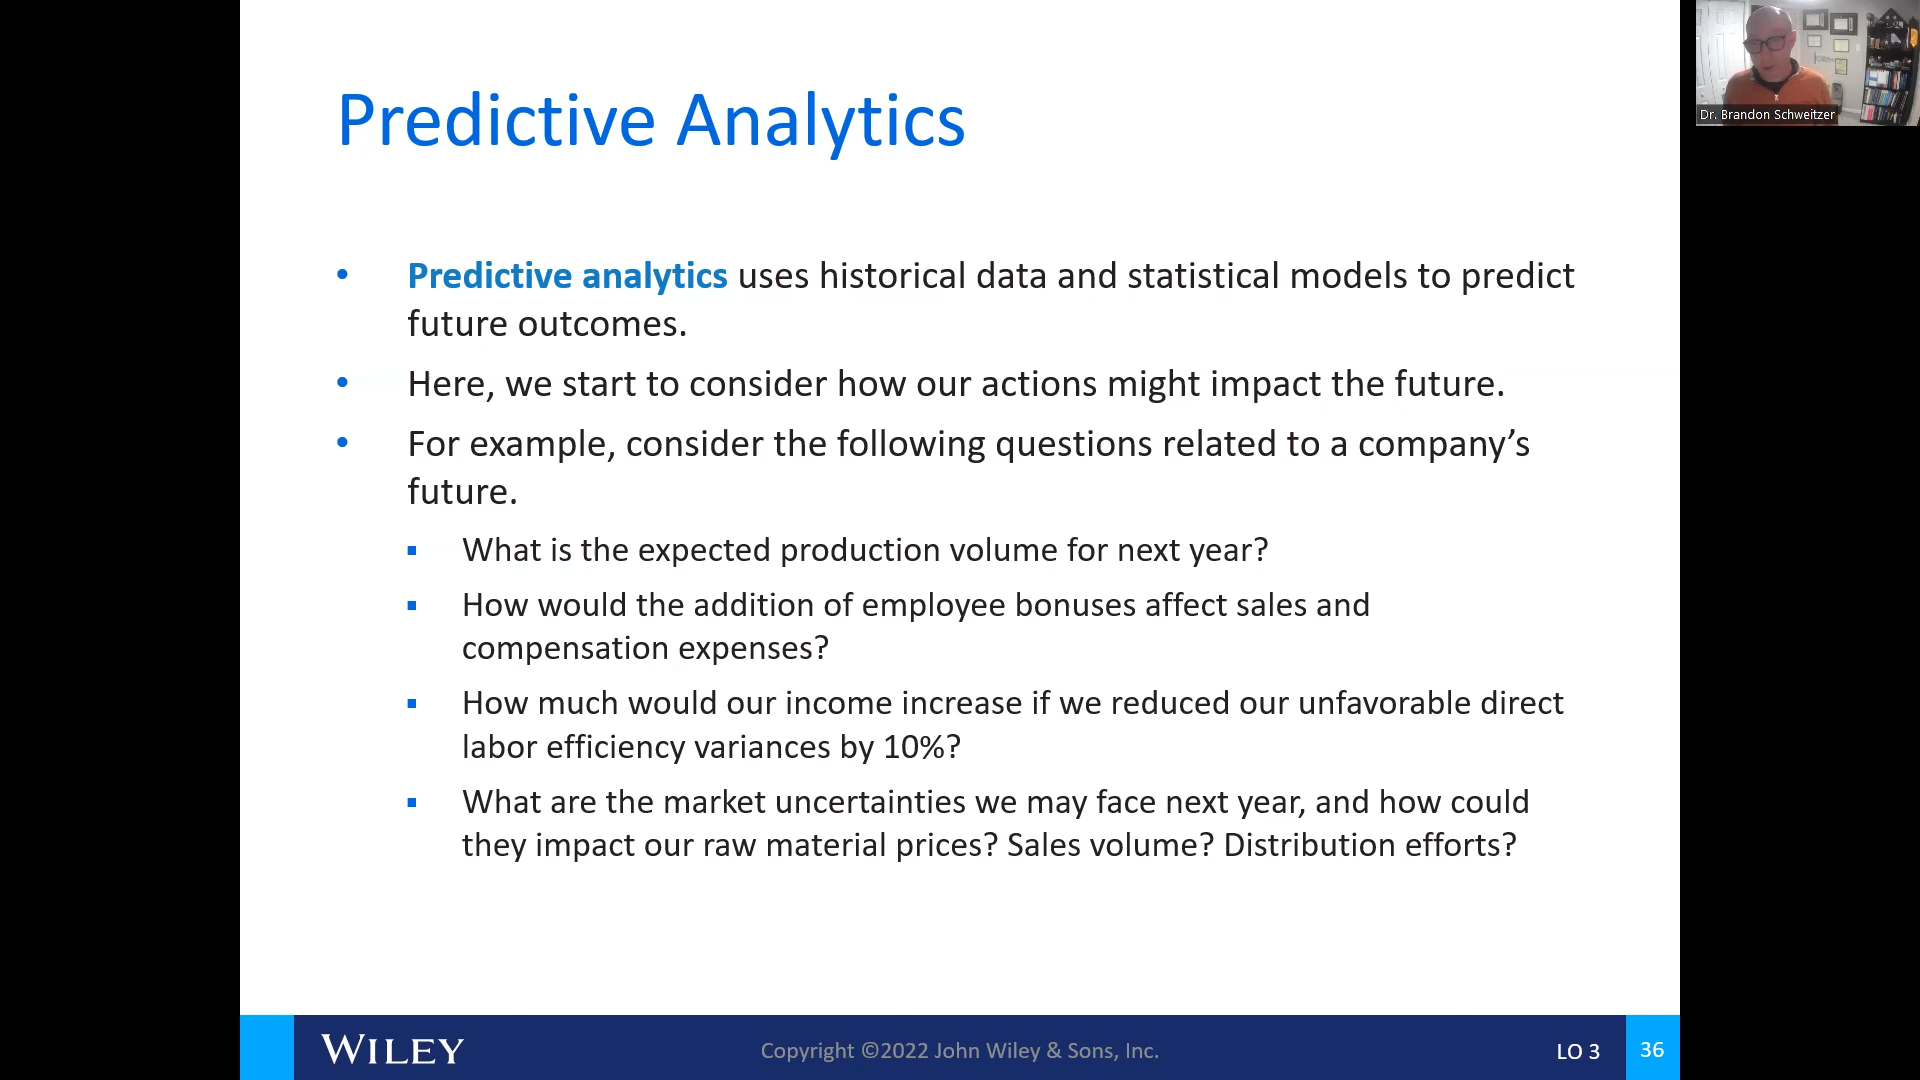 Predictive Analytics
Dr. Brandon Schweitzer
• Predictive analytics uses historical data and statistical models to predict
future outcomes.
• Here, we start to consider how our actions might impact the future.
• For example, consider the following questions related to a company’s
future.
▪ What is the expected production volume for next year?
▪ How would the addition of employee bonuses affect sales and
compensation expenses?
▪ How much would our income increase if we reduced our unfavorable direct
labor efficiency variances by 10%?
▪ What are the market uncertainties we may face next year, and how could
they impact our raw material prices? Sales volume? Distribution efforts?
WILEY
Copyright ©2022 John Wiley & Sons, Inc.
LO 3
36